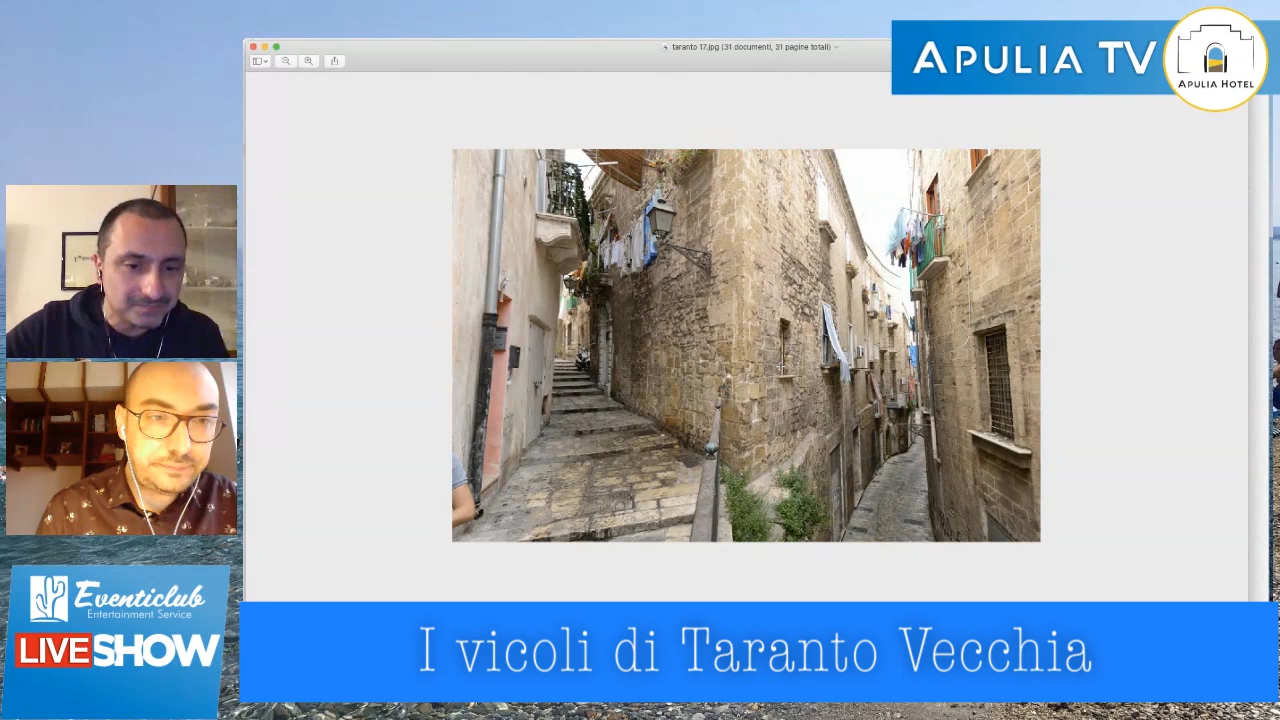 taranto 17.jpg (31 documenti, 31 pagine totali)
APULIA TV
APULIA HOTEL
Eventiclub
Entertainment Service
LIVE SHOW
I vicoli di Taranto Vecchia